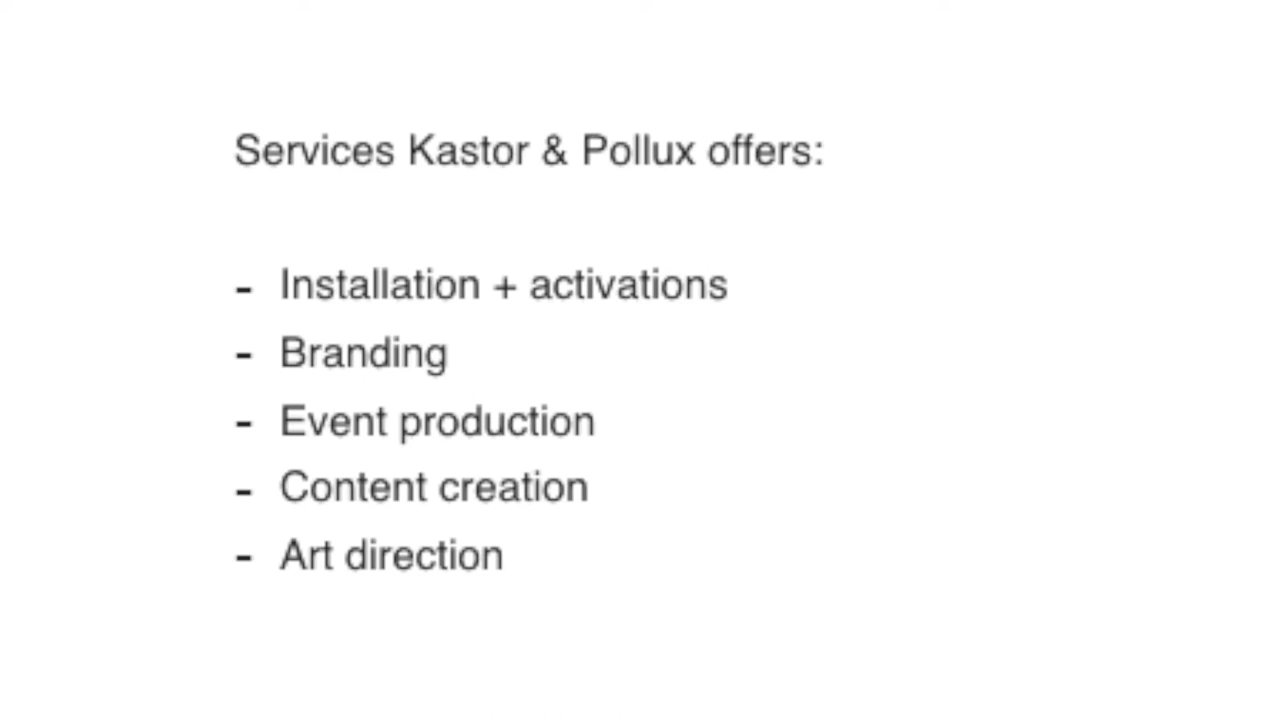 Services Kastor & Pollux offers:
- Installation + activations
- Branding
- Event production
- Content creation
- Art direction